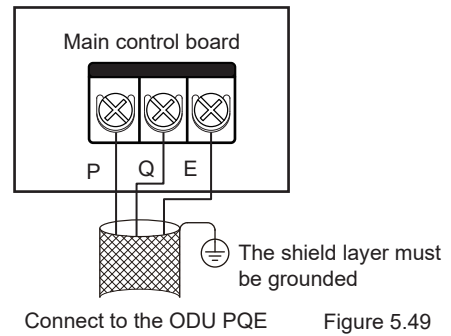 Main control board
P Q E
The shield layer must
be grounded
Connect to the ODU PQE Figure 5.49